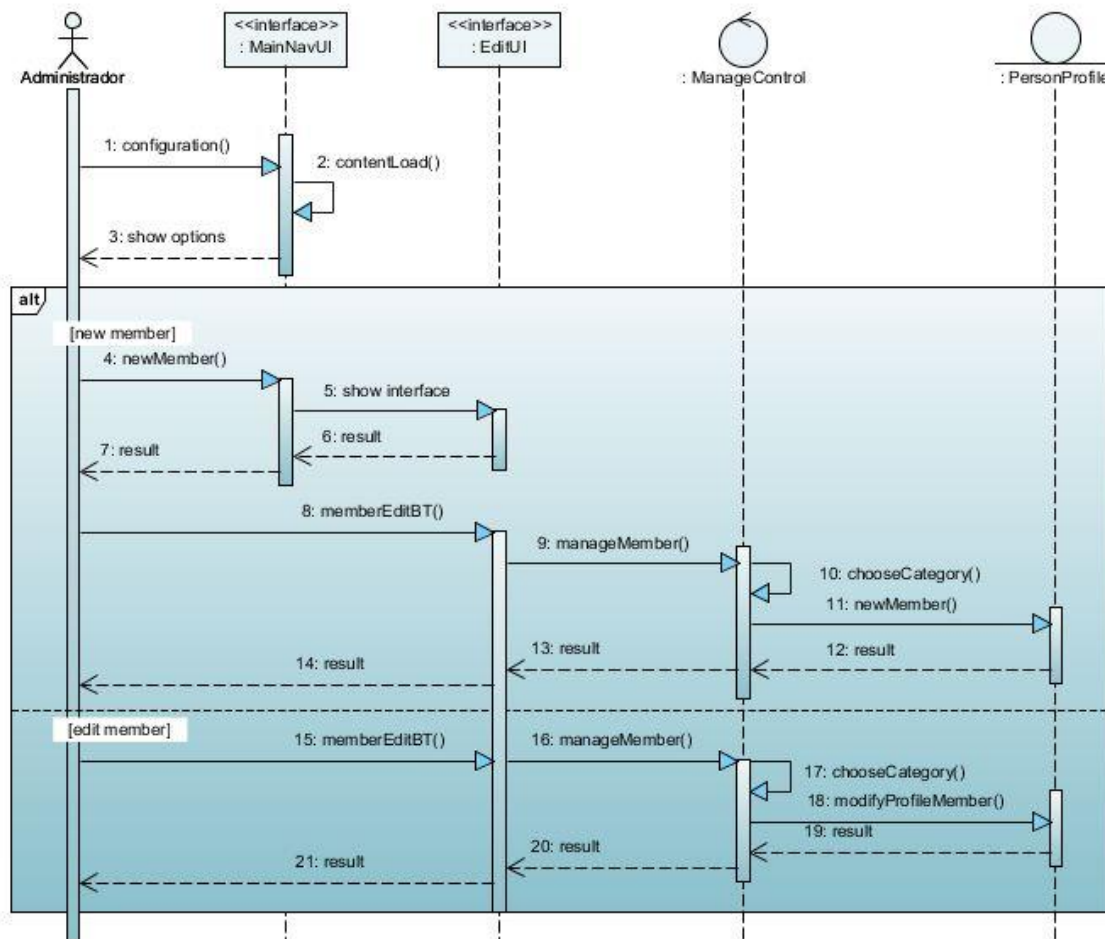 <<interface>>
: MainNavUI
<<interface>>
: EditUI
Administrador
: ManageControl
: PersonProfile
1: configuration()
2: contentLoad()
3: show options
alt
[new member]
4: newMember()
5: show interface
6: result
7: result
8: memberEditBT()
9: manageMember()
10: chooseCategory()
11: newMember()
12: result
13: result
14: result
[edit member]
15: memberEditBT()
16: manageMember()
17: chooseCategory()
18: modifyProfileMember()
19: result
20: result
21: result